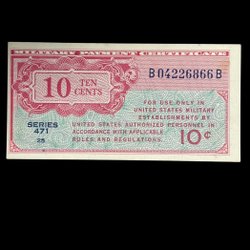 MILITARY PAYMENT CERTIFICATE
10 TEN CENTS
B04226866B
FOR USE ONLY IN
UNITED STATES MILITARY
ESTABLISHMENTS BY
UNITED STATES AUTHORIZED PERSONNEL IN
ACCORDANCE WITH APPLICABLE
RULES AND REGULATIONS.
SERIES
471
25
10¢